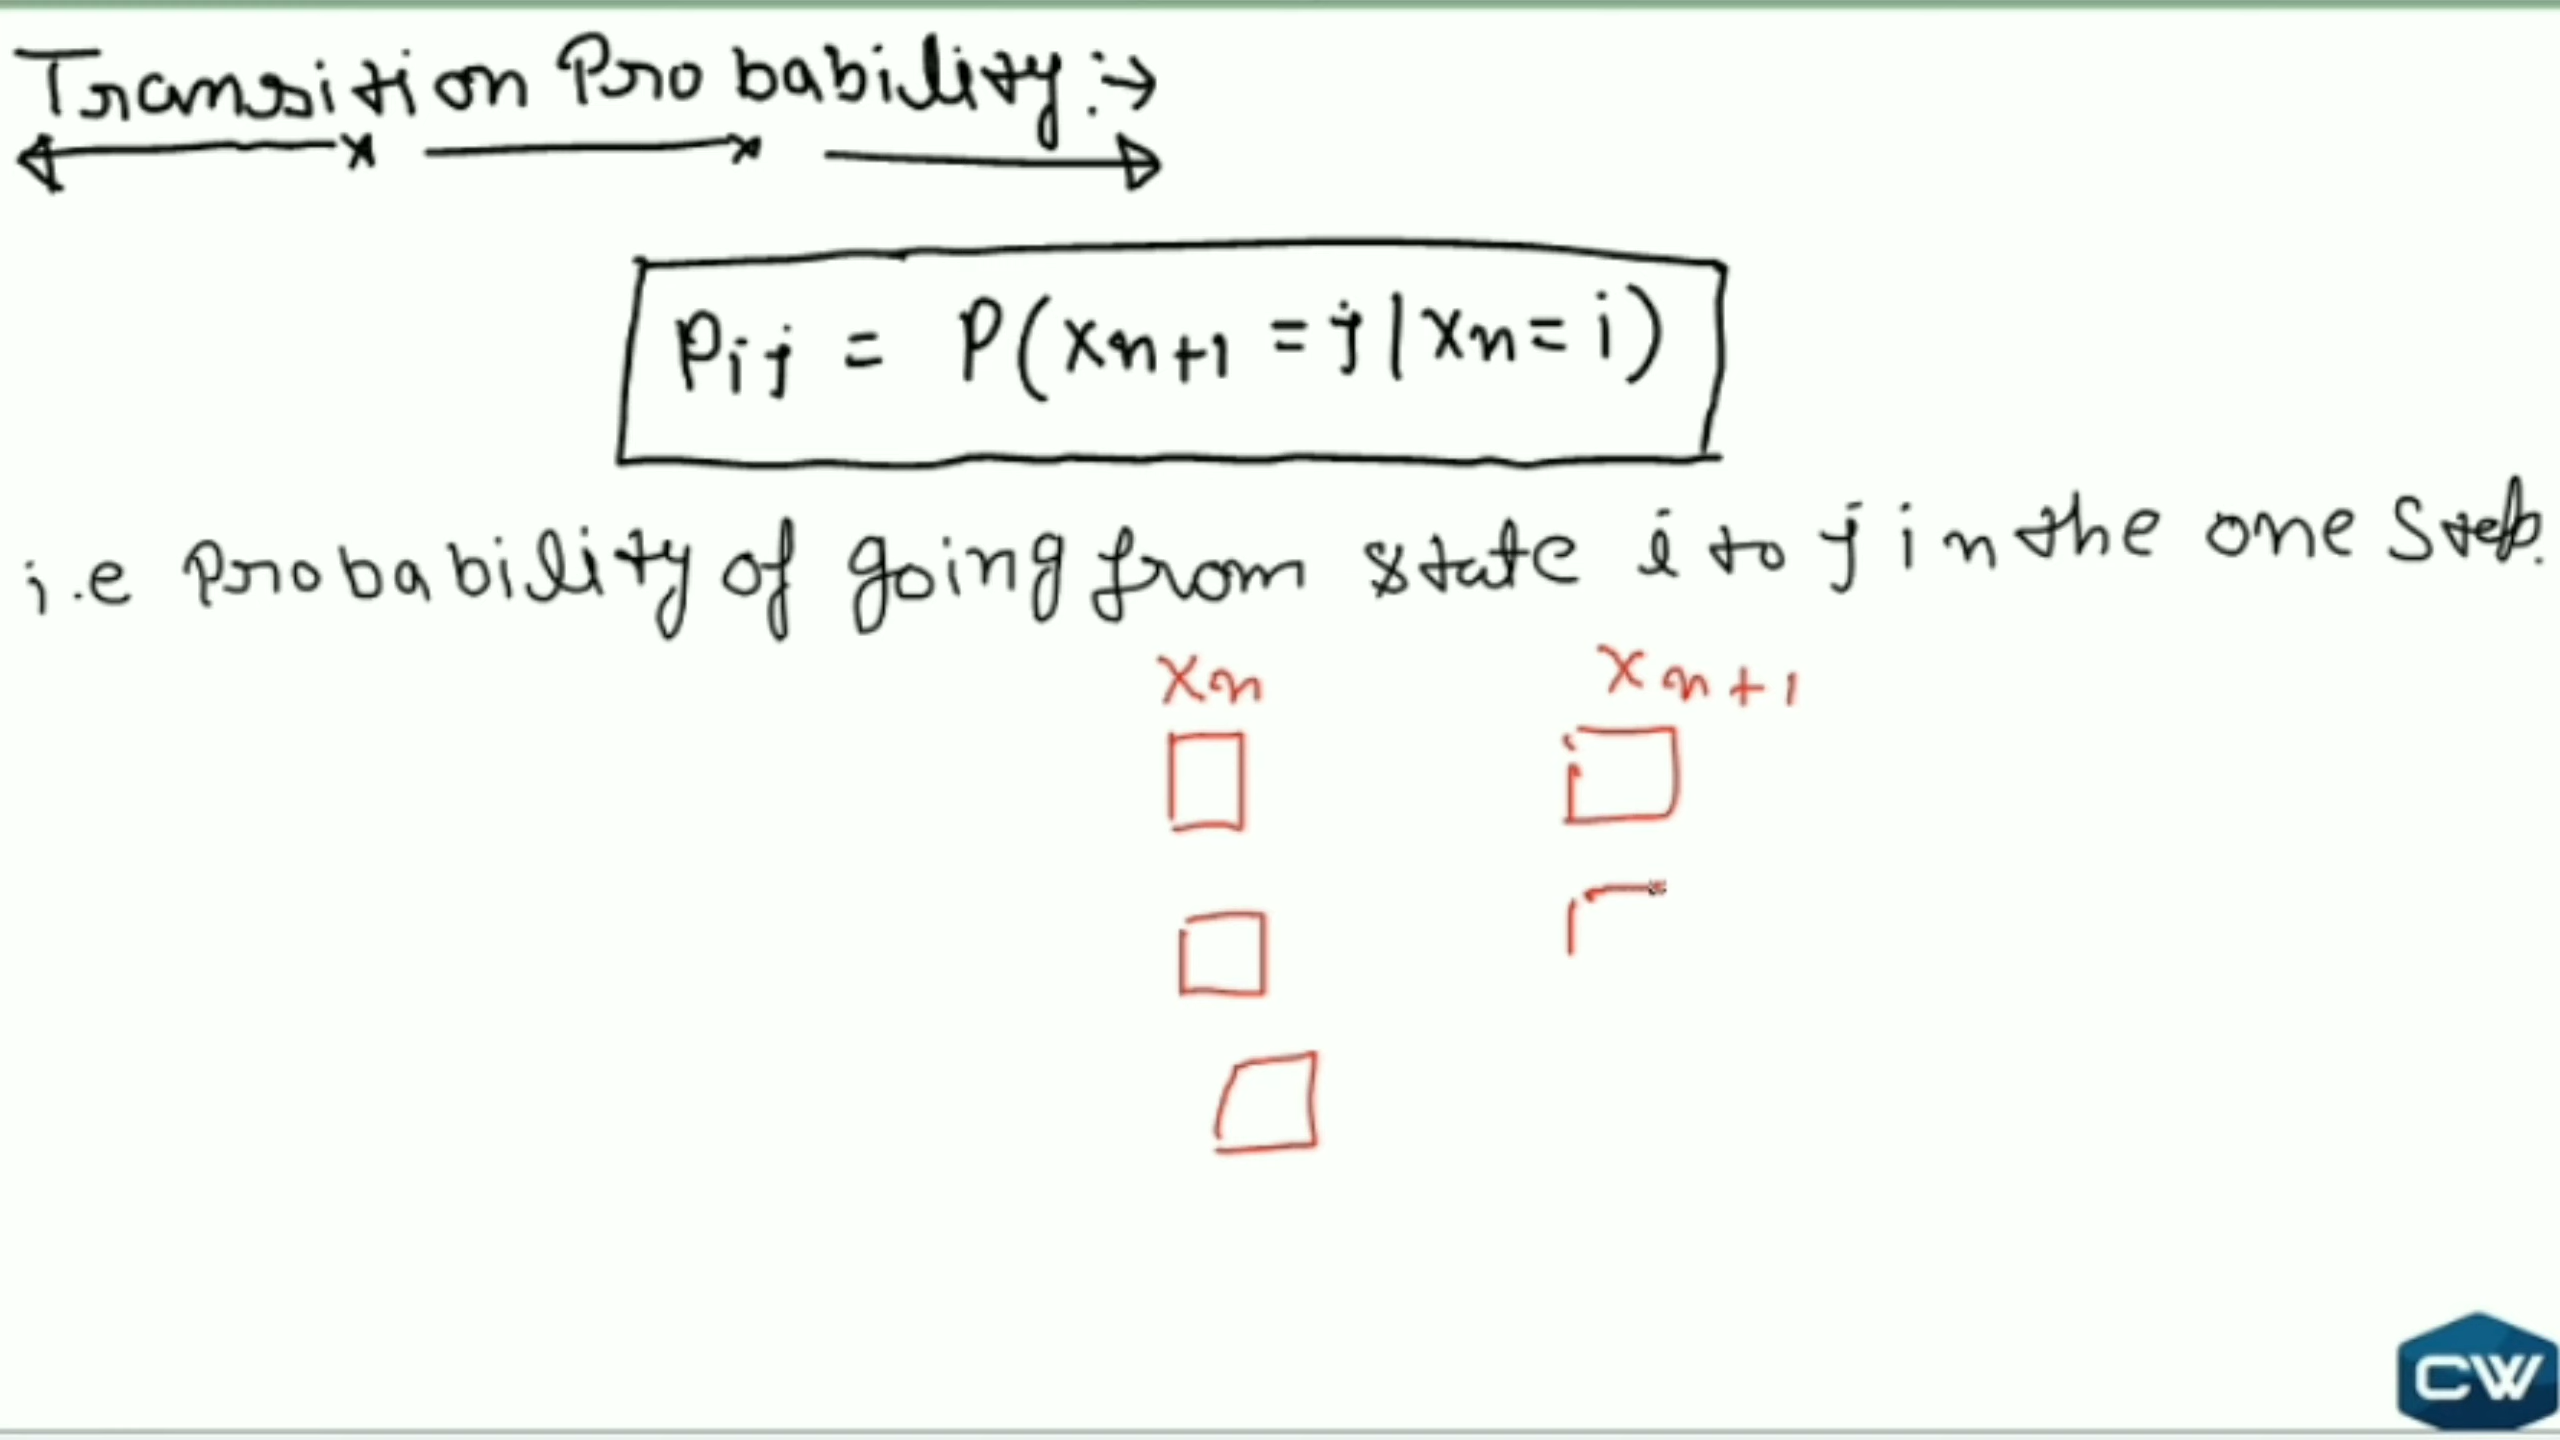 Transition Probability :→
Pij = P(xn+1 = j | xn = i)
i.e Probability of going from state i to j in the one step.
xn xn+1
CW